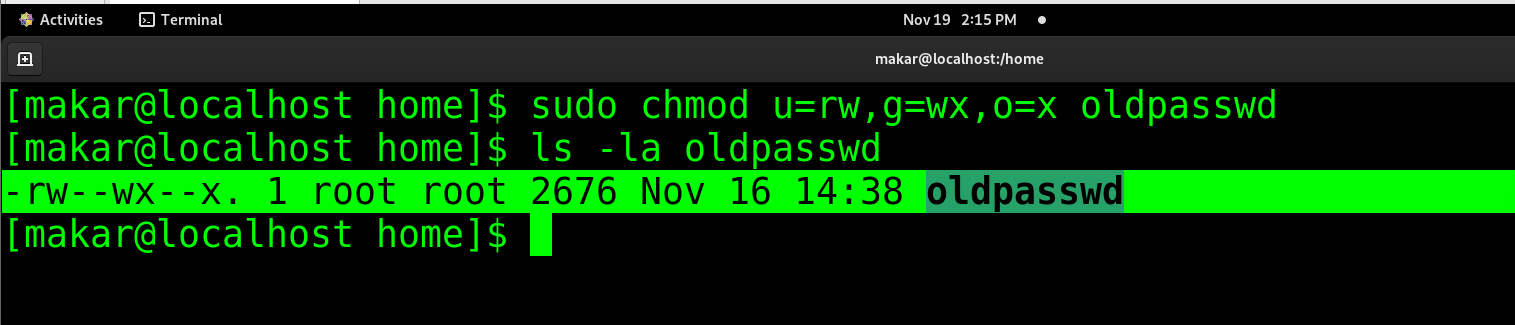 Activities Terminal Nov 19 2:15 PM
makar@localhost:/home
[makar@localhost home]$ sudo chmod u=rw,g=wx,o=x oldpasswd
[makar@localhost home]$ ls -la oldpasswd
-rw--wx--x. 1 root root 2676 Nov 16 14:38 oldpasswd
[makar@localhost home]$